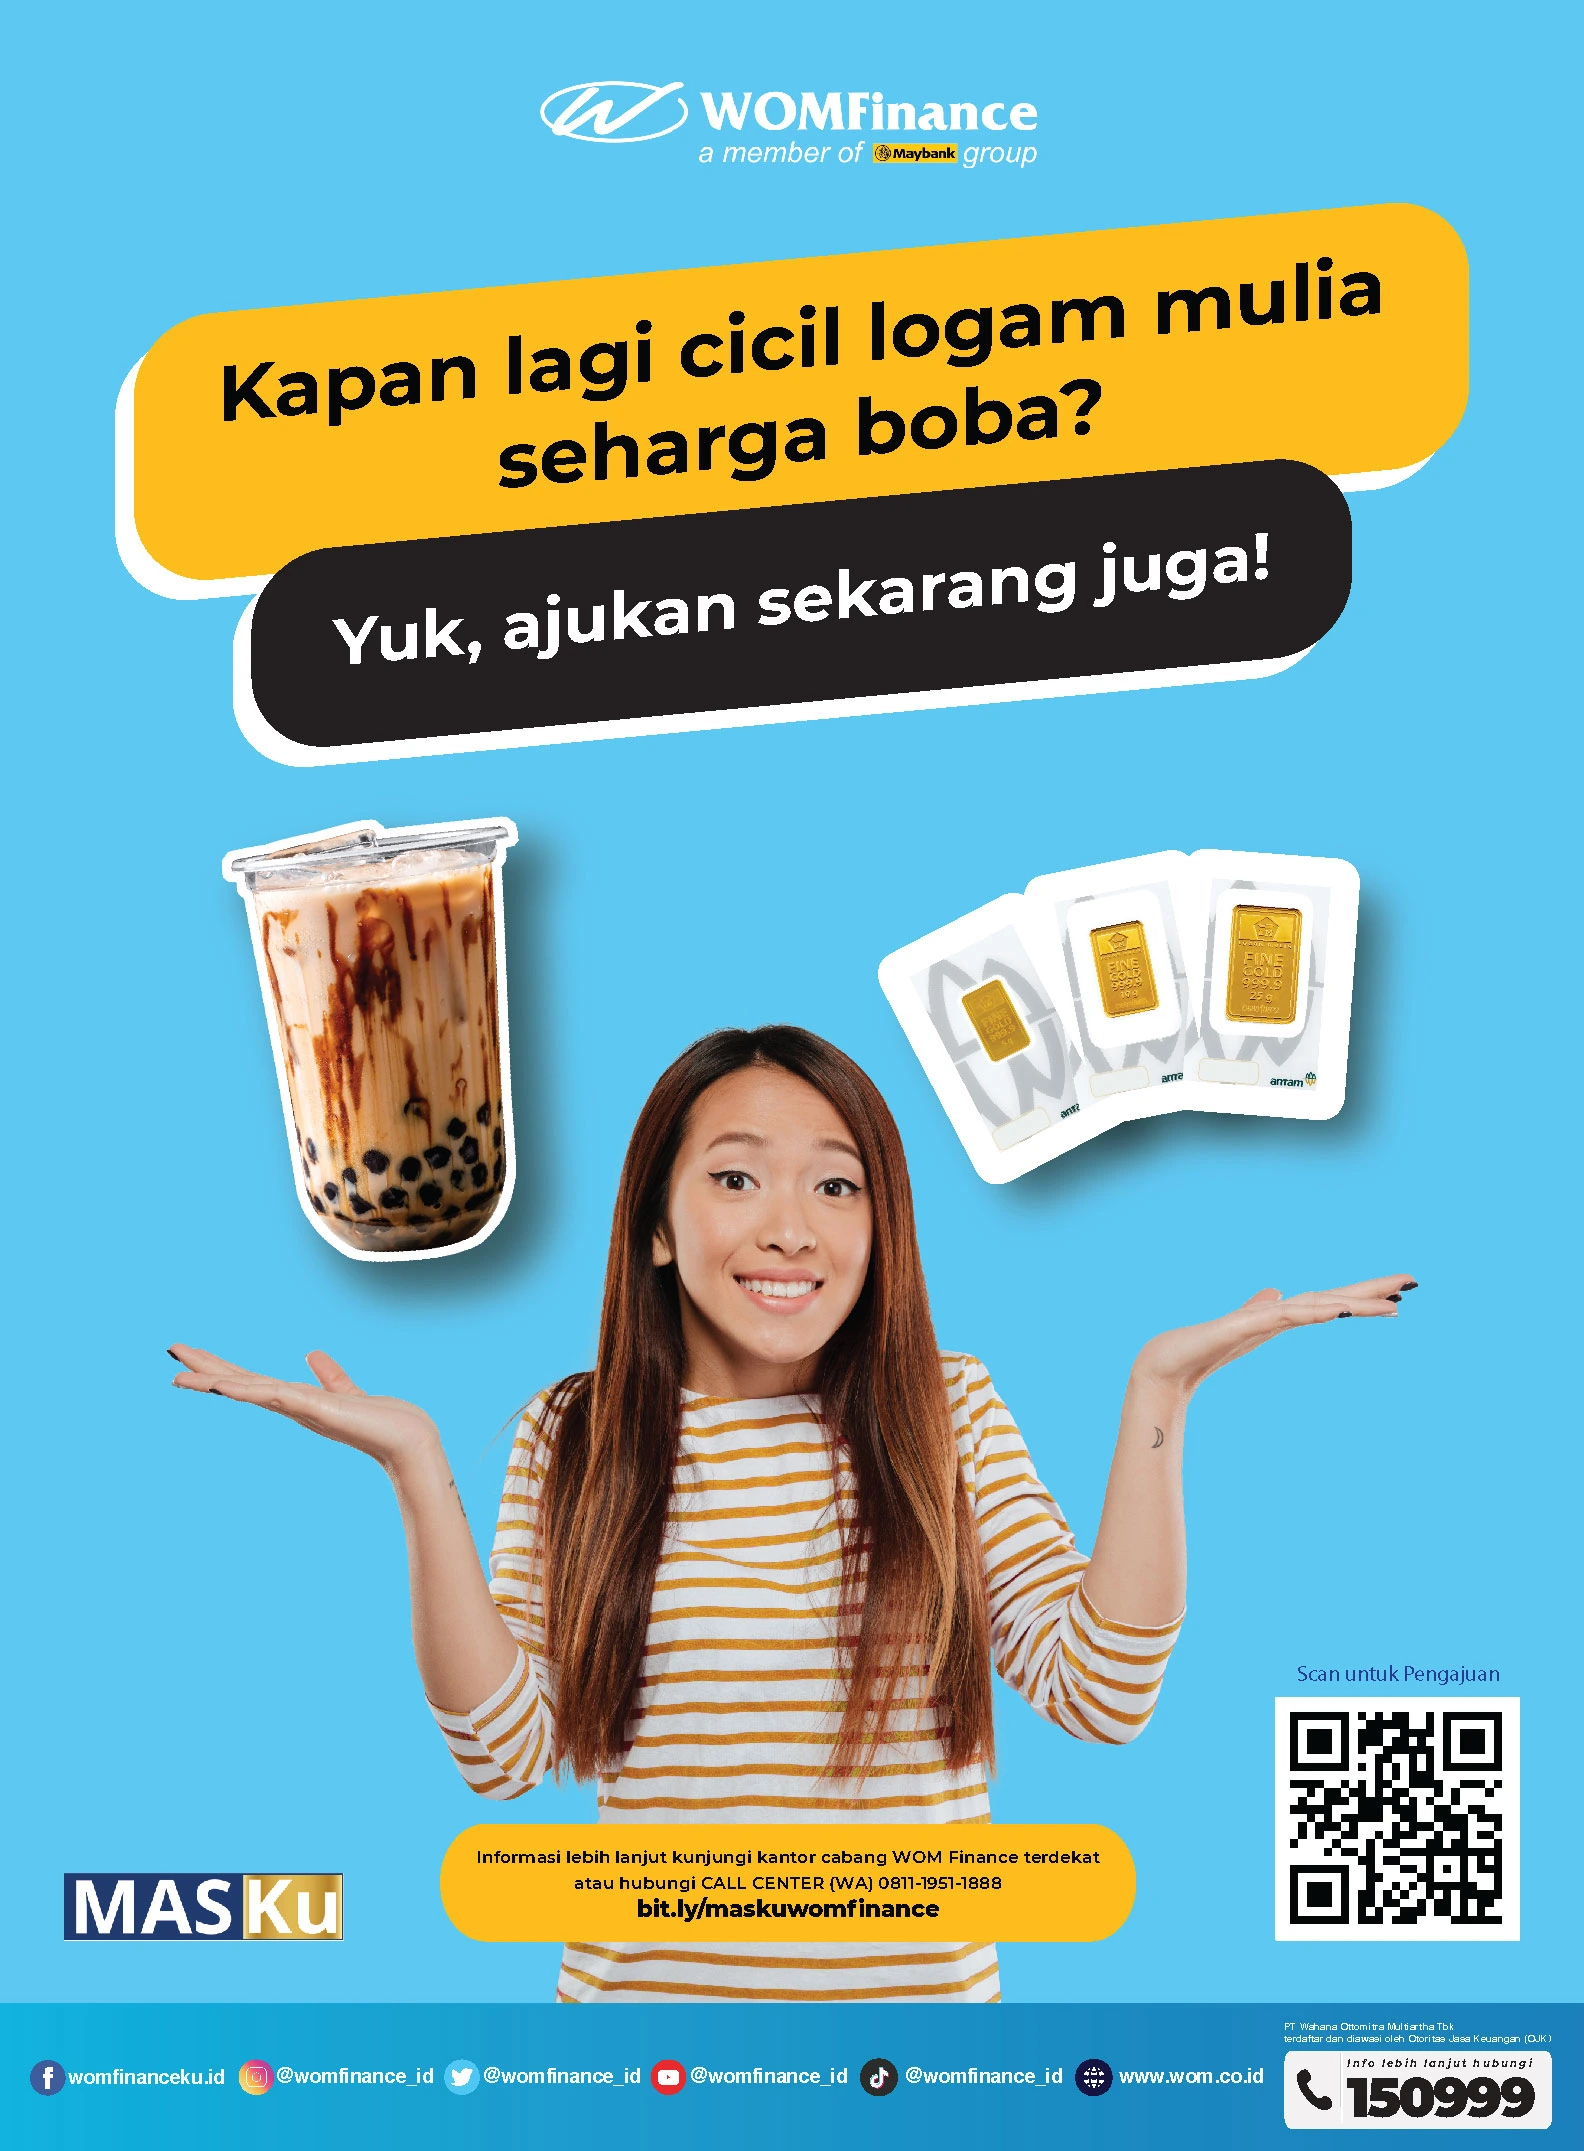 WOMFinance
a member of Maybank group
Kapan lagi cicil logam mulia
seharga boba?
Yuk, ajukan sekarang juga!
FINE
GOLD
999.9
10 g
FINE
GOLD
999.9
25 g
antam
Scan untuk Pengajuan
MASKu
Informasi lebih lanjut kunjungi kantor cabang WOM Finance terdekat
atau hubungi CALL CENTER (WA) 0811-1951-1888
bit.ly/maskuwomfinance
PT Wahana Ottomitra Multiartha Tbk
terdaftar dan diawasi oleh Otoritas Jasa Keuangan (OJK)
womfinanceku.id @womfinance_id @womfinance_id @womfinance_id @womfinance_id www.wom.co.id
Info lebih lanjut hubungi
150999